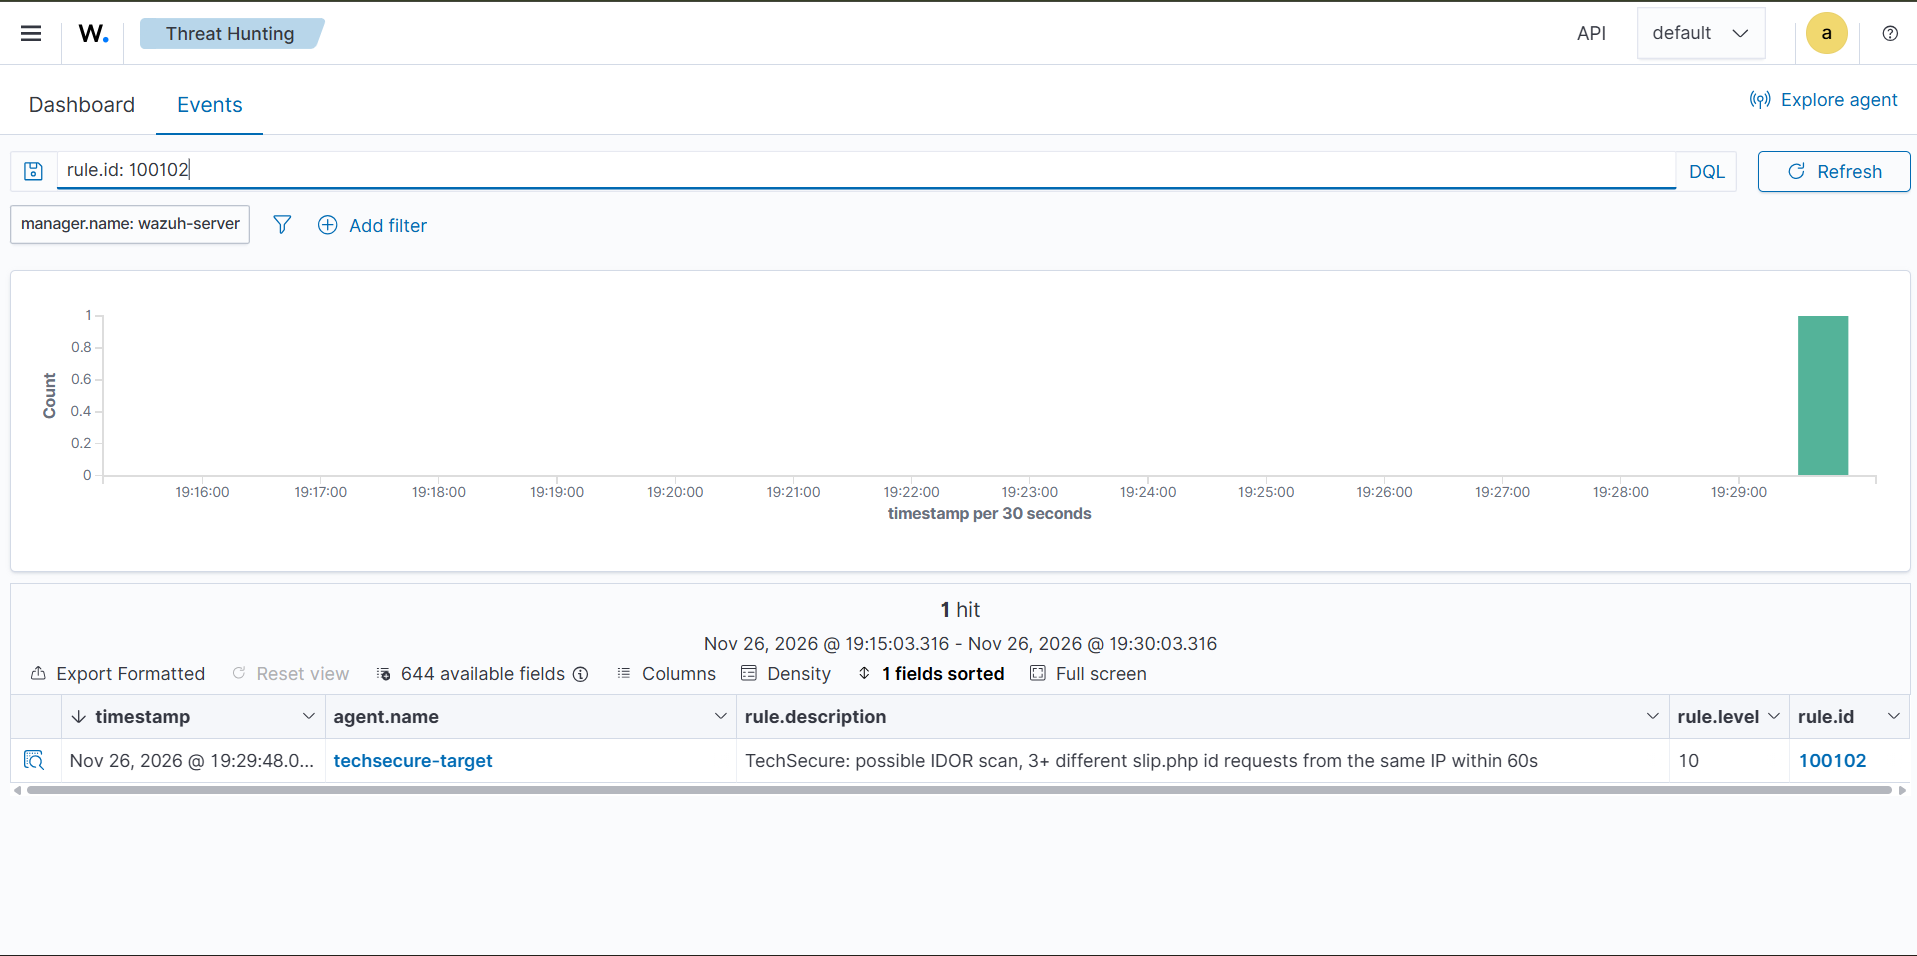 W. Threat Hunting API default a
Dashboard Events Explore agent
rule.id: 100102 DQL Refresh
manager.name: wazuh-server Add filter
1
0.8
0.6
0.4
0.2
0
Count
19:16:00 19:17:00 19:18:00 19:19:00 19:20:00 19:21:00 19:22:00 19:23:00 19:24:00 19:25:00 19:26:00 19:27:00 19:28:00 19:29:00
timestamp per 30 seconds
1 hit
Nov 26, 2026 @ 19:15:03.316 - Nov 26, 2026 @ 19:30:03.316
Export Formatted Reset view 644 available fields Columns Density 1 fields sorted Full screen
timestamp agent.name rule.description rule.level rule.id
Nov 26, 2026 @ 19:29:48.0... techsecure-target TechSecure: possible IDOR scan, 3+ different slip.php id requests from the same IP within 60s 10 100102